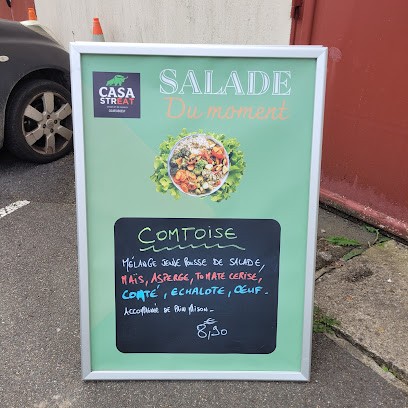 CASA
STREAT
SALADE
Du moment
COMTOISE
MÉLANGE JEUNE POUSSE DE SALADE,
MAÏS, ASPERGE, TOMATE CERISE,
COMTÉ, ECHALOTE, ŒUF.
ACCOMPAGNÉ DE PAIN MAISON.
8,90
€